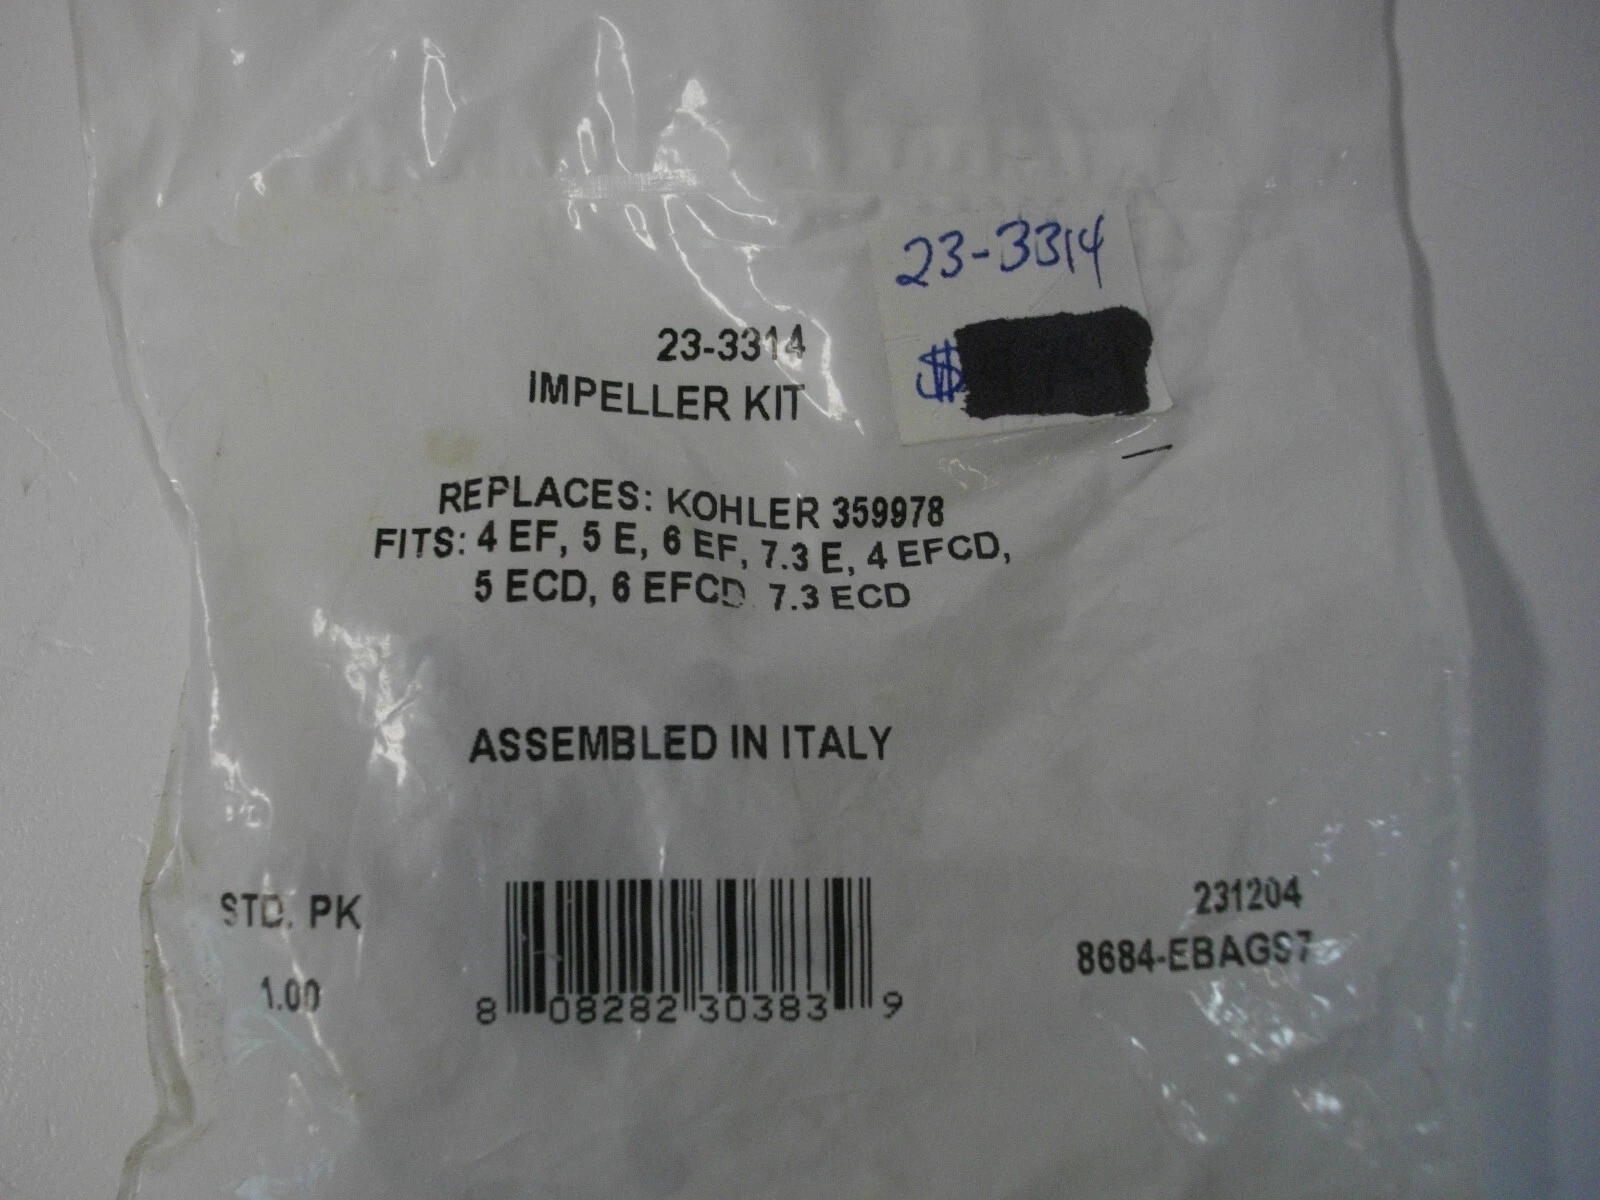 23-3314
$
23-3314
IMPELLER KIT
REPLACES: KOHLER 359978
FITS: 4 EF, 5 E, 6 EF, 7.3 E, 4 EFCD,
5 ECD, 6 EFCD, 7.3 ECD
ASSEMBLED IN ITALY
STD. PK
1.00
8 08282 30383 9
231204
8684-EBAGS7